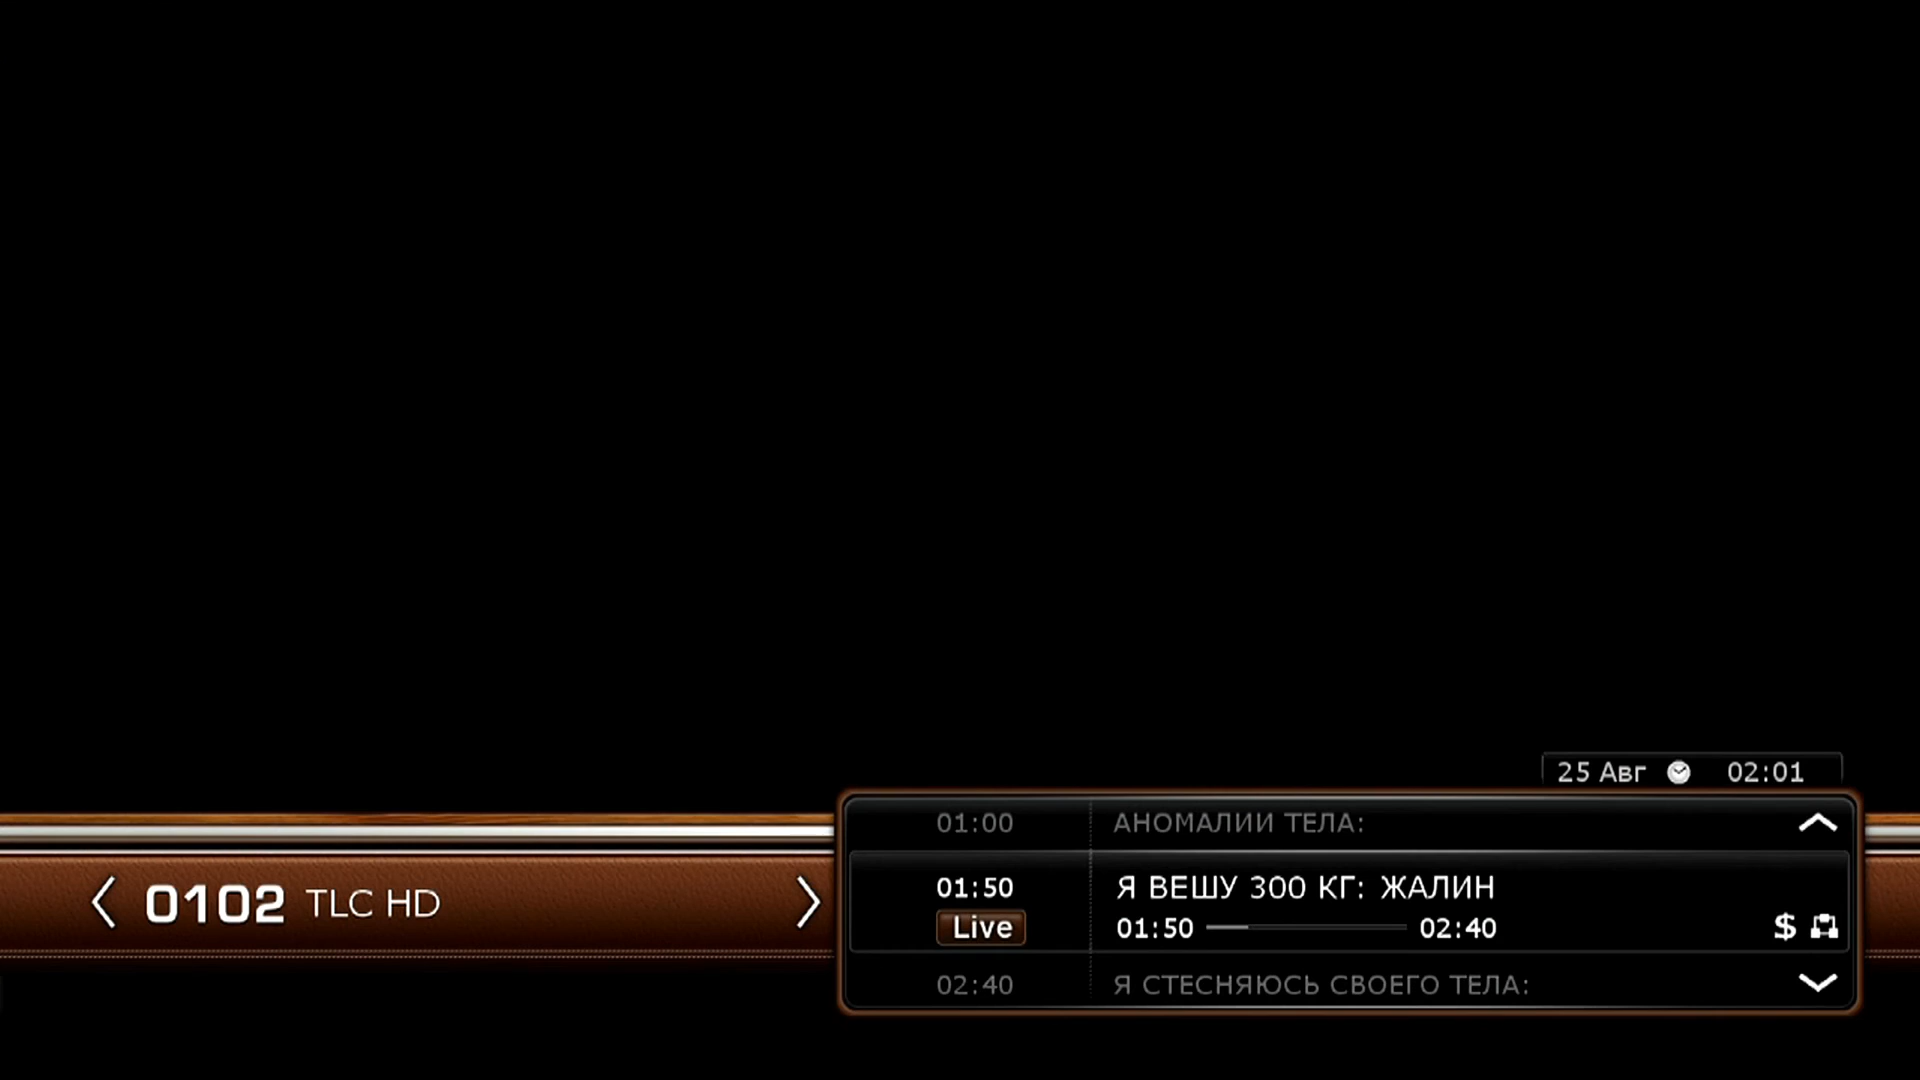 25 Авг 02:01
01:00 АНОМАЛИИ ТЕЛА:
0102 TLC HD
01:50 Я ВЕШУ 300 КГ: ЖАЛИН
Live 01:50 02:40 $
02:40 Я СТЕСНЯЮСЬ СВОЕГО ТЕЛА: